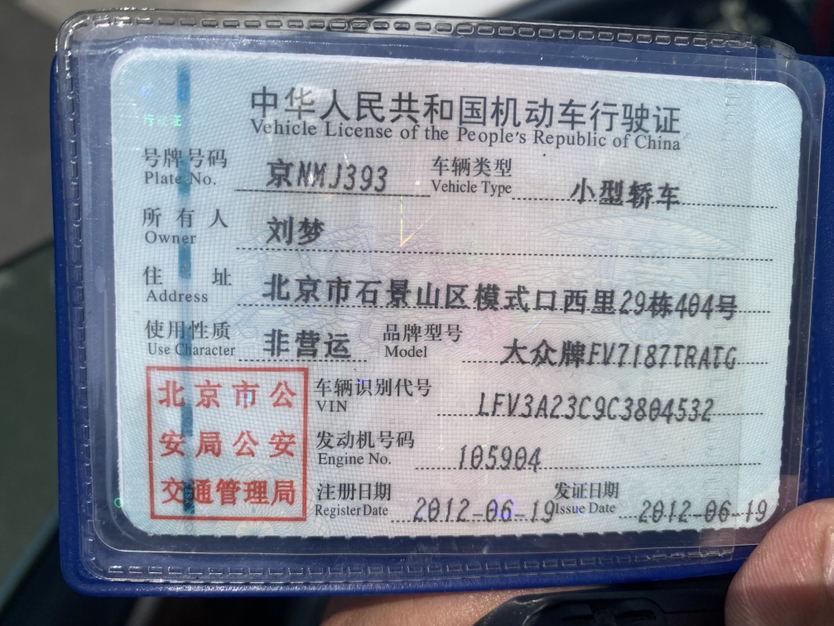 中华人民共和国机动车行驶证
Vehicle License of the People's Republic of China
号牌号码 京NMJ393 车辆类型 小型轿车
Plate No. Vehicle Type
所有人 刘梦
Owner
住址 北京市石景山区模式口西里29栋404号
Address
使用性质 非营运 品牌型号 大众牌FV7187TRATG
Use Character Model
北京市公
安局公安
交通管理局
车辆识别代号 LFV3A23C9C3804532
VIN
发动机号码 105904
Engine No.
注册日期 2012-06-19 发证日期 2012-06-19
Register Date Issue Date